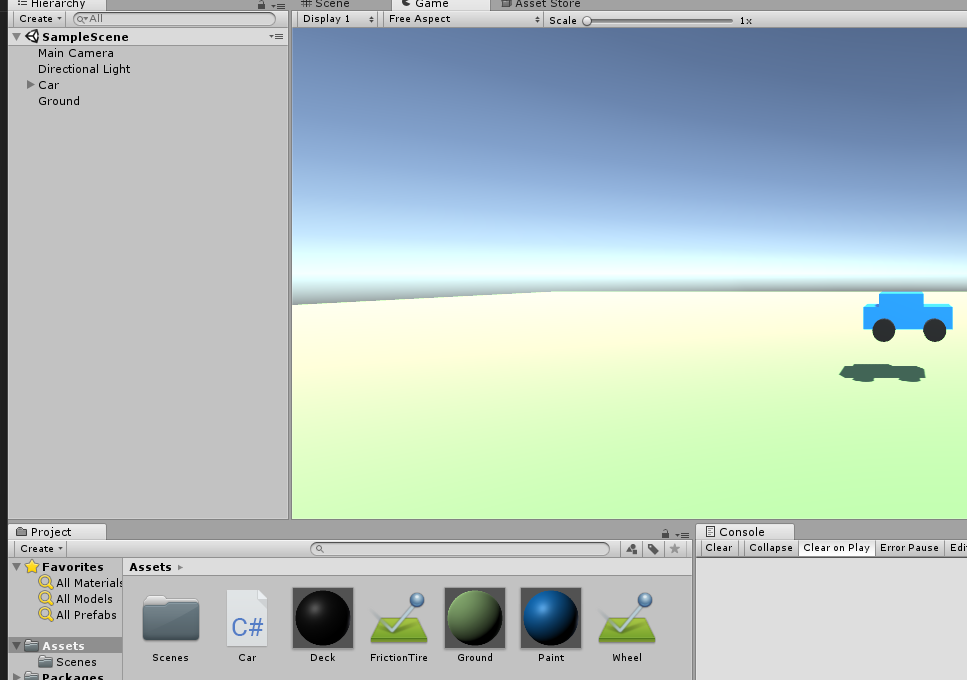 Hierarchy
Scene
Game
Asset Store
Create
All
Display 1
Free Aspect
Scale
1x
SampleScene
Main Camera
Directional Light
Car
Ground
Project
Console
Create
Clear
Collapse
Clear on Play
Error Pause
Edi
Favorites
All Materials
All Models
All Prefabs
Assets
Scenes
Packages
Assets
C#
Scenes
Car
Deck
FrictionTire
Ground
Paint
Wheel